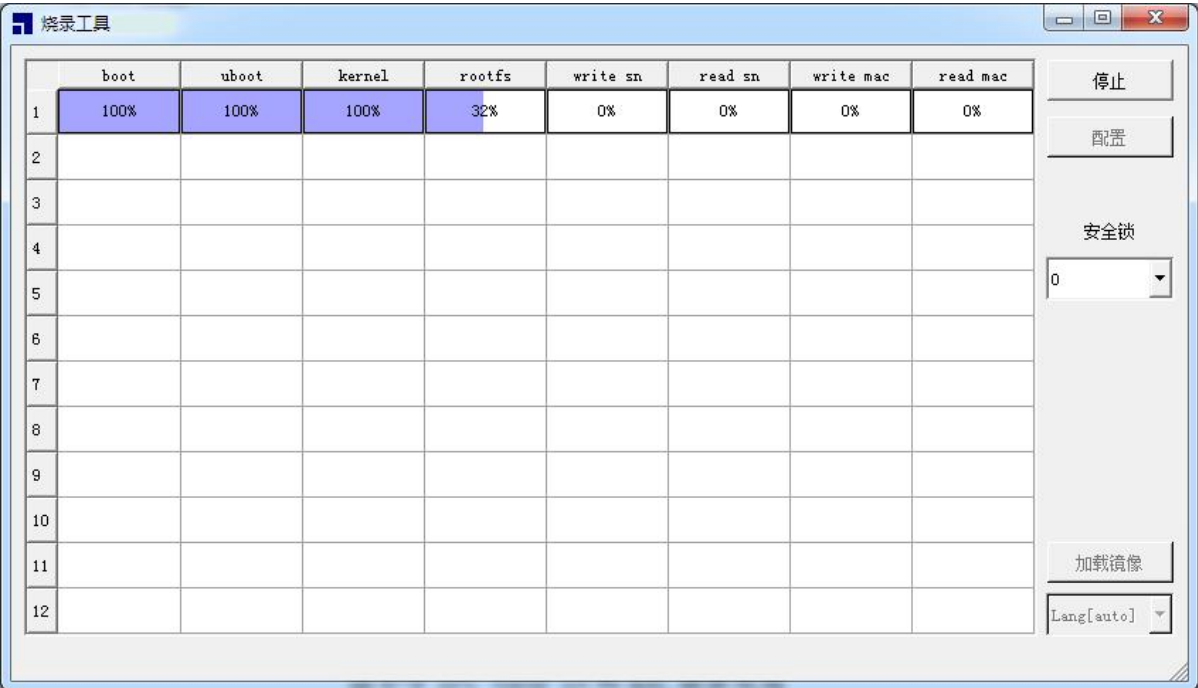 烧录工具
boot uboot kernel rootfs write sn read sn write mac read mac
停止
1 100% 100% 100% 32% 0% 0% 0% 0%
配置
2
3
安全锁
4
0
5
6
7
8
9
10
11
加载镜像
12
Lang[auto]